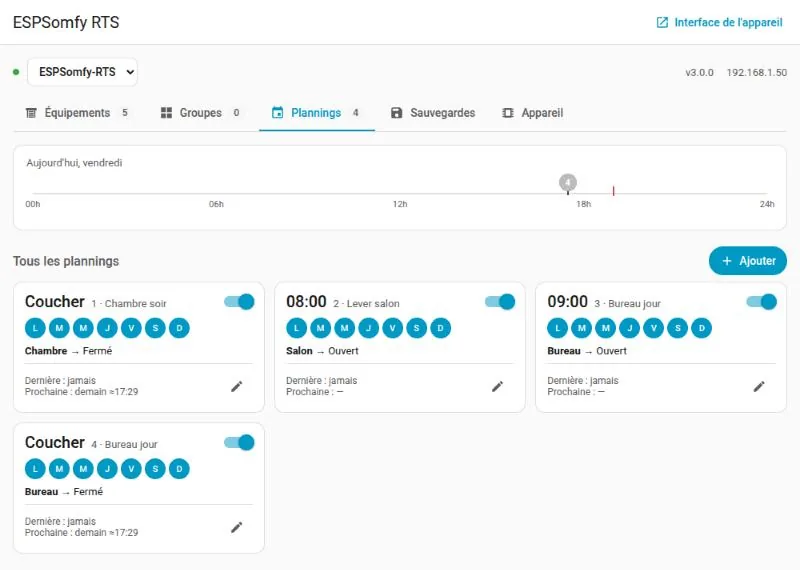 ESPSomfy RTS
Interface de l'appareil
ESPSomfy-RTS
v3.0.0 192.168.1.50
Équipements 5 Groupes 0 Plannings 4 Sauvegardes Appareil
Aujourd'hui, vendredi
4
00h 06h 12h 18h 24h
Tous les plannings
+ Ajouter
Coucher 1 · Chambre soir
L M M J V S D
Chambre → Fermé
Dernière : jamais
Prochaine : demain ≈17:29
08:00 2 · Lever salon
L M M J V S D
Salon → Ouvert
Dernière : jamais
Prochaine : —
09:00 3 · Bureau jour
L M M J V S D
Bureau → Ouvert
Dernière : jamais
Prochaine : —
Coucher 4 · Bureau jour
L M M J V S D
Bureau → Fermé
Dernière : jamais
Prochaine : demain ≈17:29